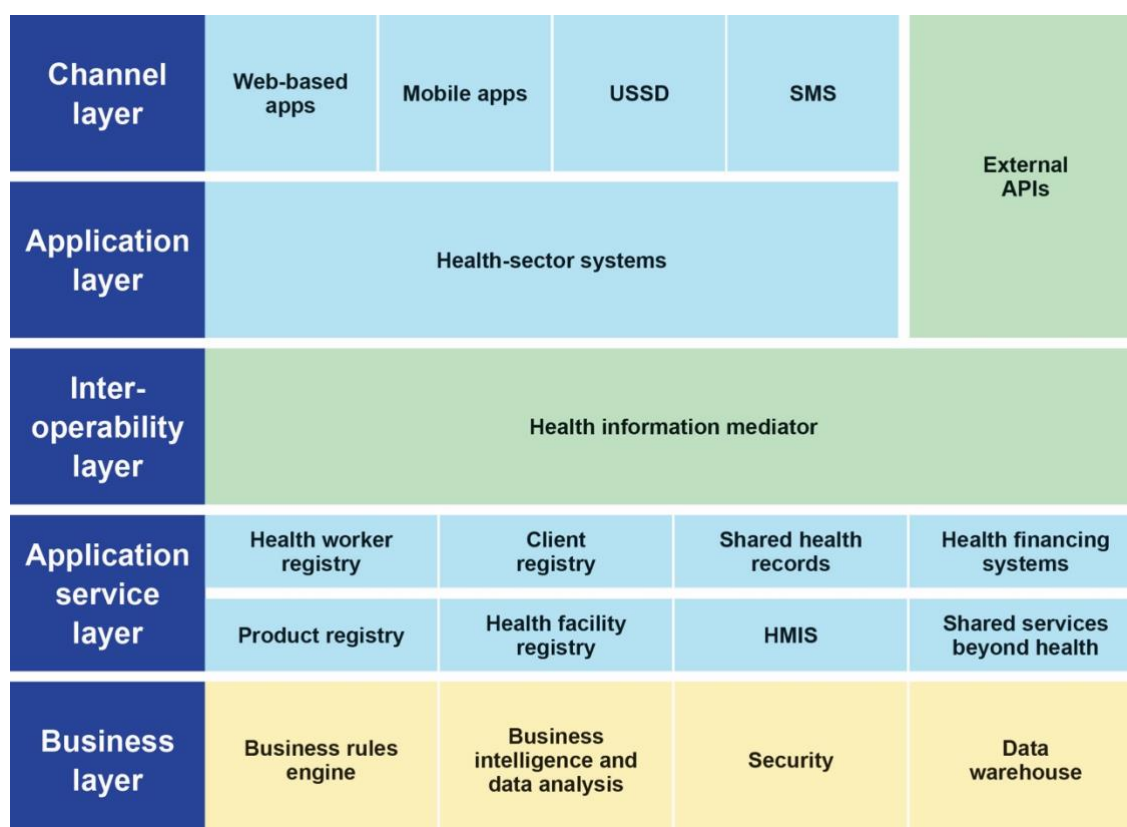 Channel
layer
Web-based
apps
Mobile apps
USSD
SMS
External
APIs
Application
layer
Health-sector systems
Inter-
operability
layer
Health information mediator
Application
service
layer
Health worker
registry
Client
registry
Shared health
records
Health financing
systems
Product registry
Health facility
registry
HMIS
Shared services
beyond health
Business
layer
Business rules
engine
Business
intelligence and
data analysis
Security
Data
warehouse